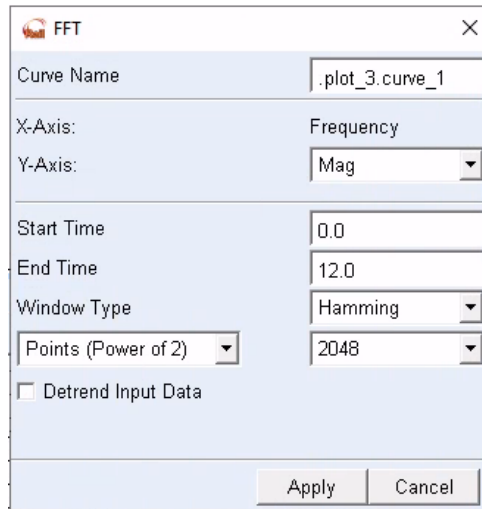 FFT
Curve Name .plot_3.curve_1
X-Axis: Frequency
Y-Axis: Mag
Start Time 0.0
End Time 12.0
Window Type Hamming
Points (Power of 2) 2048
Detrend Input Data
Apply Cancel